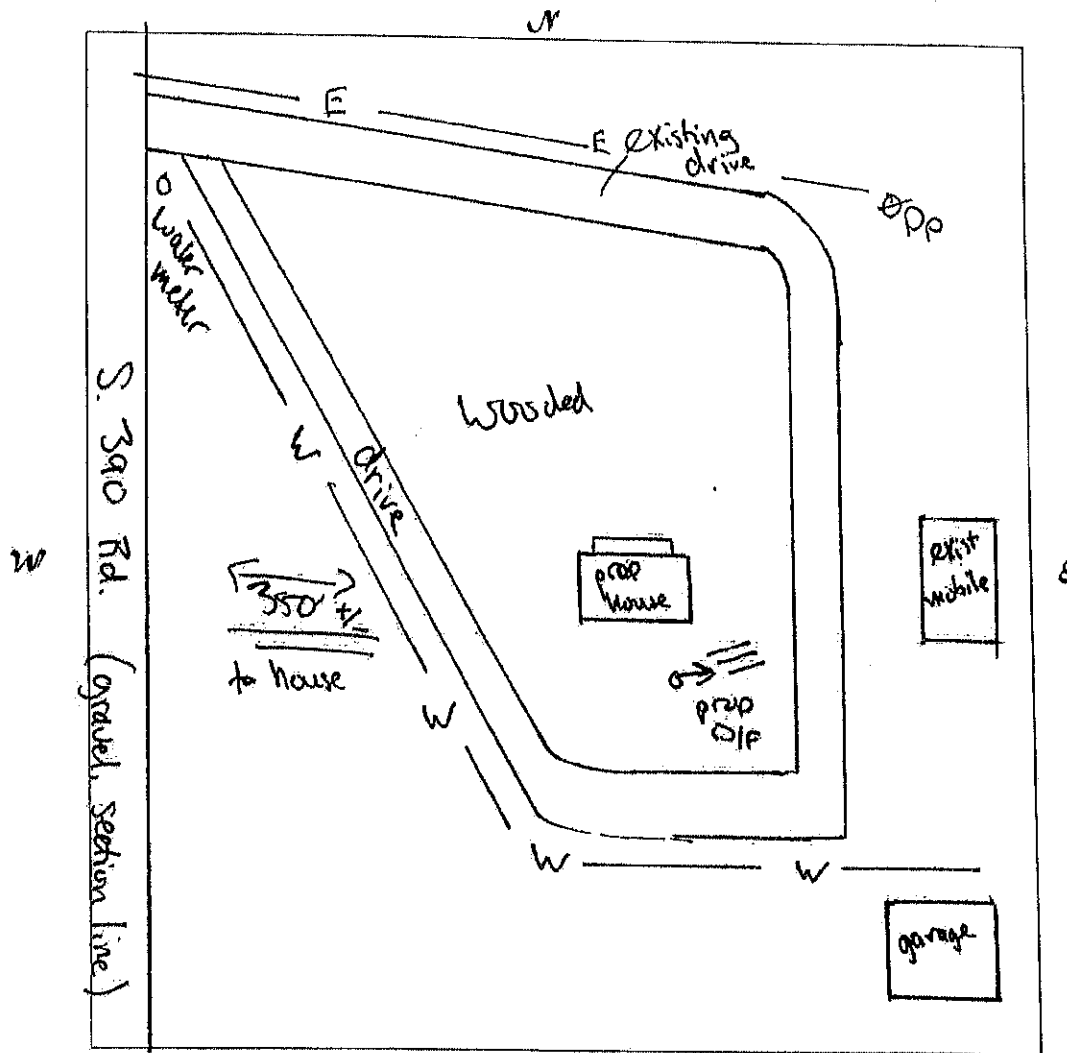 N
E
E existing
drive
PP
water
meter
S. 390 Rd. (gravel, section line)
wooded
W
drive
W
350' +/-
to house
prop
house
exist
mobile
E
prop
W
W
W
garage